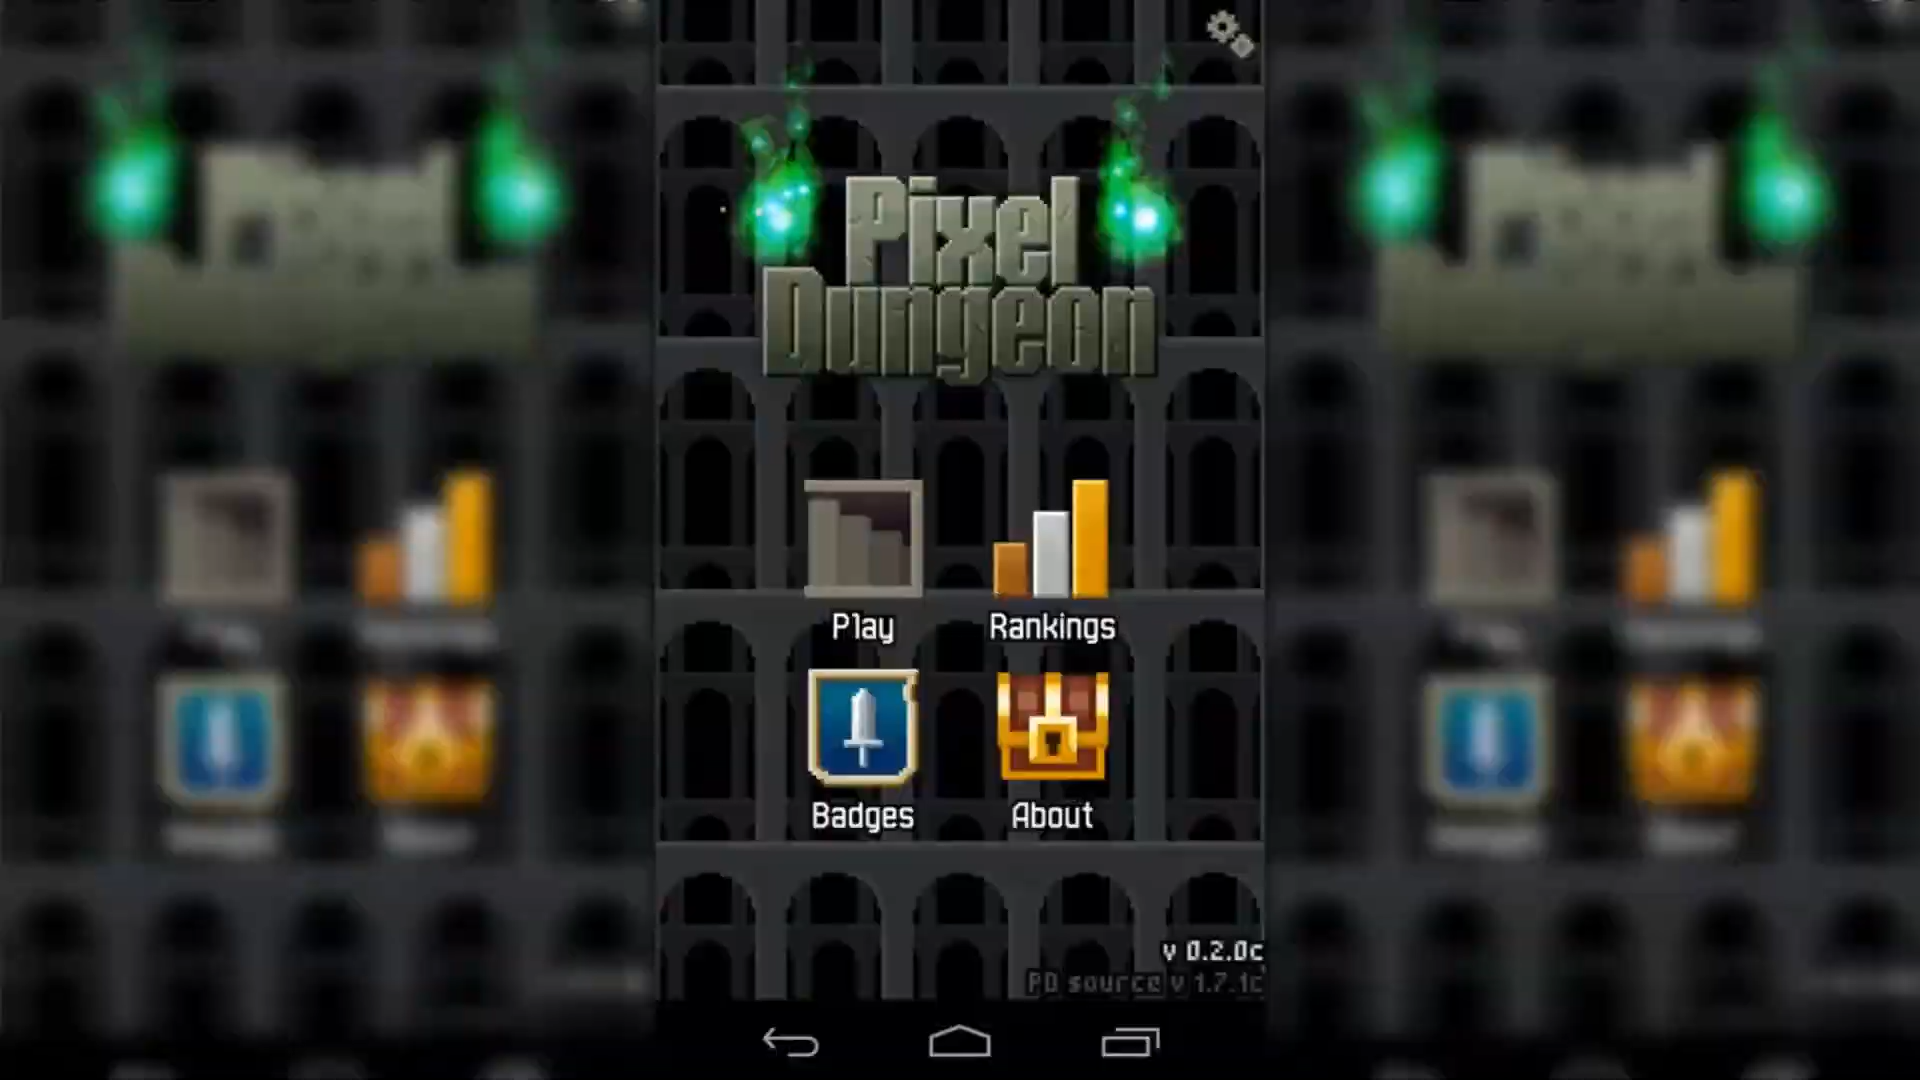 Pixel
Dungeon
Play
Rankings
Badges
About
v 0.2.0c
PD source v 1.7.1c